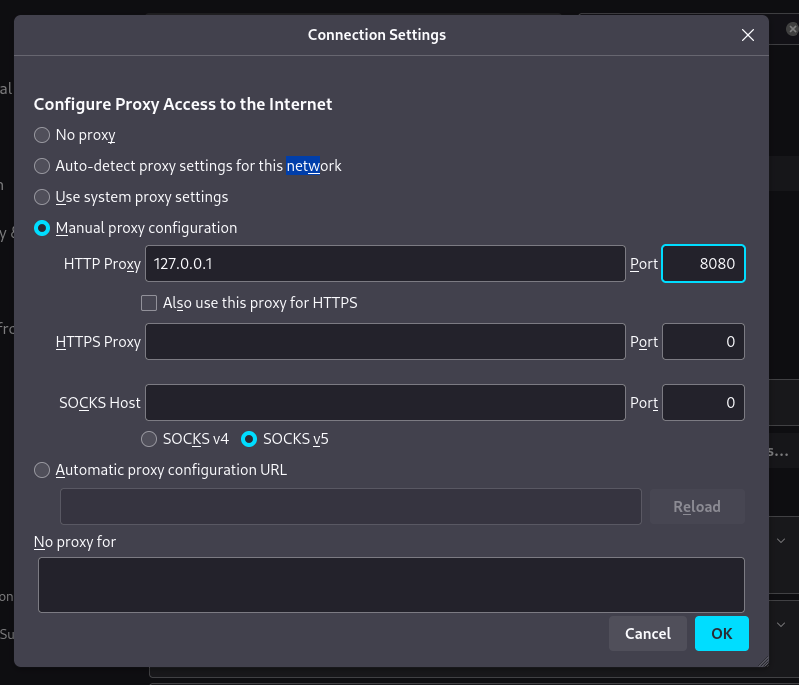 Connection Settings
Configure Proxy Access to the Internet
No proxy
Auto-detect proxy settings for this network
Use system proxy settings
Manual proxy configuration
HTTP Proxy 127.0.0.1 Port 8080
Also use this proxy for HTTPS
HTTPS Proxy Port 0
SOCKS Host Port 0
SOCKS v4 SOCKS v5
Automatic proxy configuration URL
Reload
No proxy for
Cancel OK